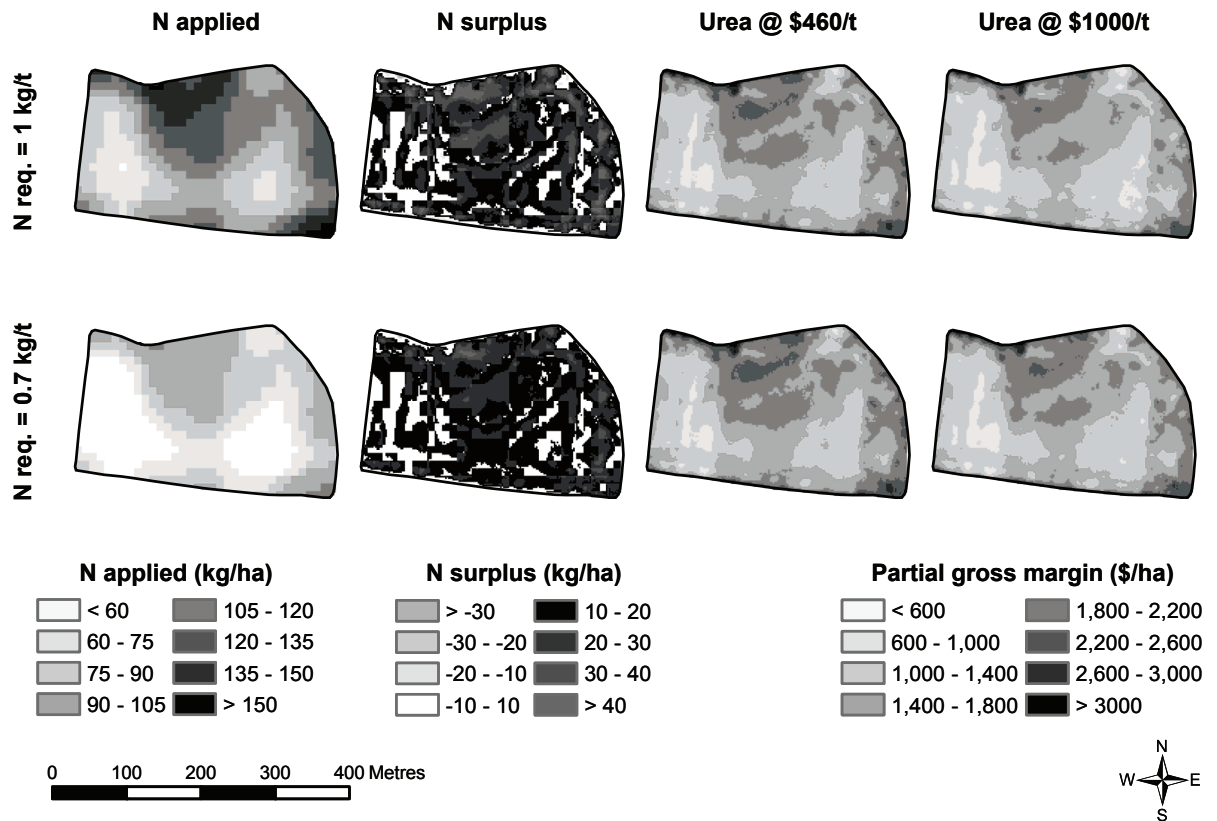 N applied
N surplus
Urea @ $460/t
Urea @ $1000/t
N req. = 1 kg/t
N req. = 0.7 kg/t
N applied (kg/ha)
< 60
60 - 75
75 - 90
90 - 105
105 - 120
120 - 135
135 - 150
> 150
N surplus (kg/ha)
> -30
-30 - -20
-20 - -10
-10 - 10
10 - 20
20 - 30
30 - 40
> 40
Partial gross margin ($/ha)
< 600
600 - 1,000
1,000 - 1,400
1,400 - 1,800
1,800 - 2,200
2,200 - 2,600
2,600 - 3,000
> 3000
0 100 200 300 400 Metres
N
W E
S